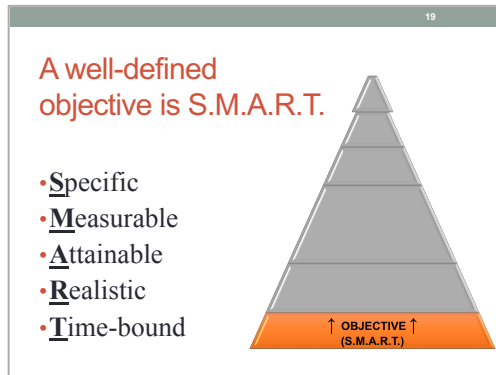 19
A well-defined
objective is S.M.A.R.T.
•Specific
•Measurable
•Attainable
•Realistic
•Time-bound
↑ OBJECTIVE ↑
(S.M.A.R.T.)